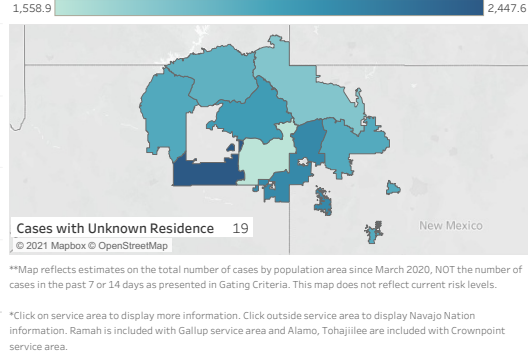 1,558.9 2,447.6
New Mexico
Cases with Unknown Residence 19
© 2021 Mapbox © OpenStreetMap
**Map reflects estimates on the total number of cases by population area since March 2020, NOT the number of
cases in the past 7 or 14 days as presented in Gating Criteria. This map does not reflect current risk levels.
*Click on service area to display more information. Click outside service area to display Navajo Nation
information. Ramah is included with Gallup service area and Alamo, Tohajiilee are included with Crownpoint
service area.